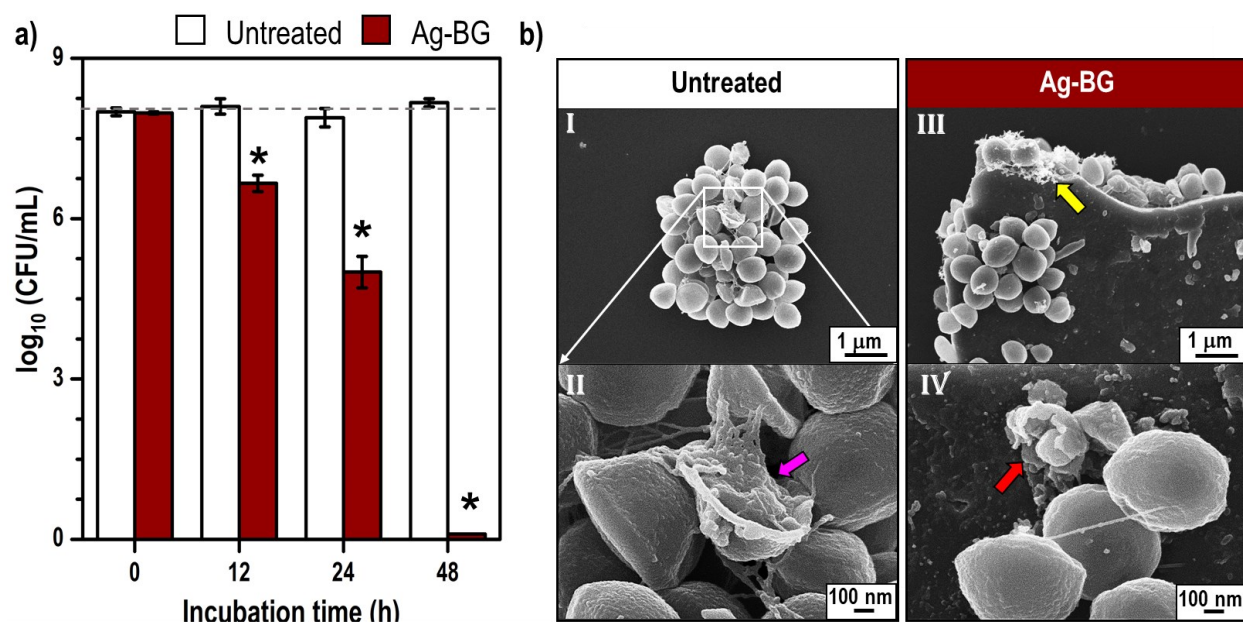 a)
Untreated
Ag-BG
9
6
3
0
log₁₀ (CFU/mL)
*
*
*
0
12
24
48
Incubation time (h)
b)
Untreated
Ag-BG
I
1 μm
III
1 μm
II
100 nm
IV
100 nm